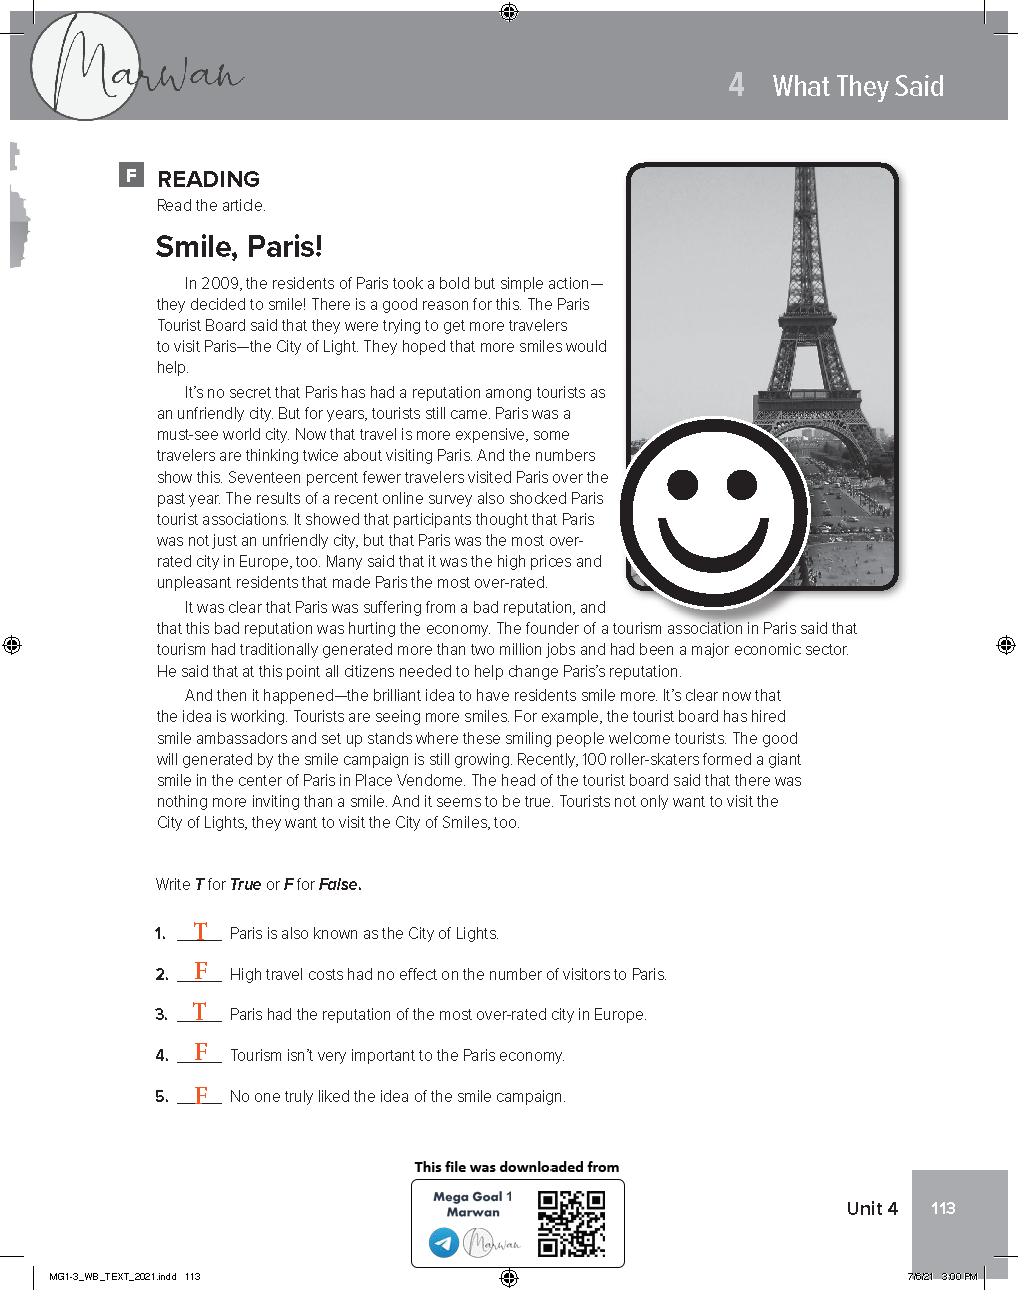 Marwan
4 What They Said
F READING
Read the article.
Smile, Paris!
In 2009, the residents of Paris took a bold but simple action—
they decided to smile! There is a good reason for this. The Paris
Tourist Board said that they were trying to get more travelers
to visit Paris—the City of Light. They hoped that more smiles would
help.
It's no secret that Paris has had a reputation among tourists as
an unfriendly city. But for years, tourists still came. Paris was a
must-see world city. Now that travel is more expensive, some
travelers are thinking twice about visiting Paris. And the numbers
show this. Seventeen percent fewer travelers visited Paris over the
past year. The results of a recent online survey also shocked Paris
tourist associations. It showed that participants thought that Paris
was not just an unfriendly city, but that Paris was the most over-
rated city in Europe, too. Many said that it was the high prices and
unpleasant residents that made Paris the most over-rated.
It was clear that Paris was suffering from a bad reputation, and
that this bad reputation was hurting the economy. The founder of a tourism association in Paris said that
tourism had traditionally generated more than two million jobs and had been a major economic sector.
He said that at this point all citizens needed to help change Paris's reputation.
And then it happened—the brilliant idea to have residents smile more. It's clear now that
the idea is working. Tourists are seeing more smiles. For example, the tourist board has hired
smile ambassadors and set up stands where these smiling people welcome tourists. The good
will generated by the smile campaign is still growing. Recently, 100 roller-skaters formed a giant
smile in the center of Paris in Place Vendome. The head of the tourist board said that there was
nothing more inviting than a smile. And it seems to be true. Tourists not only want to visit the
City of Lights, they want to visit the City of Smiles, too.
Write T for True or F for False.
1. T Paris is also known as the City of Lights.
2. F High travel costs had no effect on the number of visitors to Paris.
3. T Paris had the reputation of the most over-rated city in Europe.
4. F Tourism isn't very important to the Paris economy.
5. F No one truly liked the idea of the smile campaign.
This file was downloaded from
Mega Goal 1
Marwan
Marwan
Unit 4 113
MG1-3_WB_TEXT_2021.indd 113
7/6/21 3:00 PM